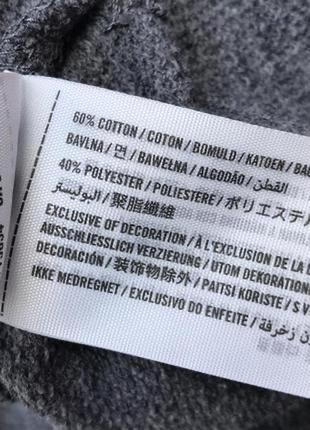 60% COTTON / COTON / BOMULD / KATOEN /
BAVLNA / 면 / BAWEŁNA / ALGODÃO / القطن /
40% POLYESTER / POLIESTERE / ポリエステル
聚脂纖維 / البوليستر
EXCLUSIVE OF DECORATION / À L'EXCLUSION DE LA
AUSSCHLIESSLICH VERZIERUNG / UTOM DEKORATION
DECORACIÓN / 装饰物除外 / PAITSI KORISTE / S
IKKE MEDREGNET / EXCLUSIVO DO ENFEITE /